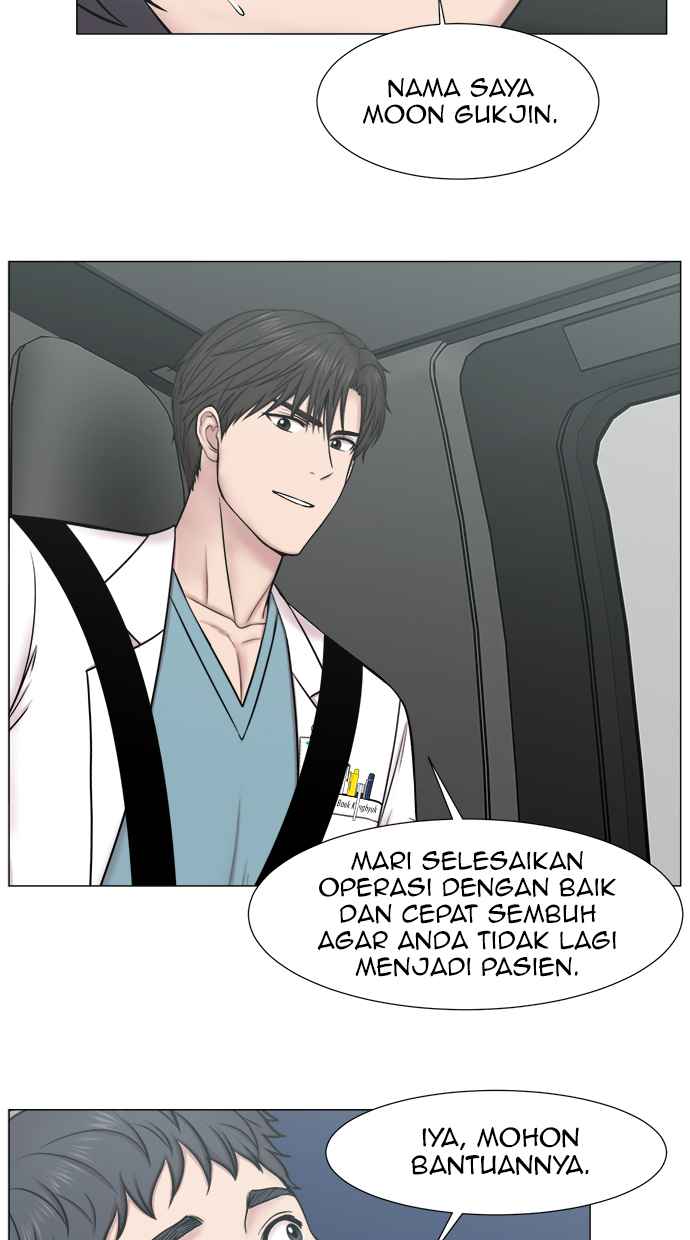 NAMA SAYA
MOON GUKJIN.
Baek
MARI SELESAIKAN
OPERASI DENGAN BAIK
DAN CEPAT SEMBUH
AGAR ANDA TIDAK LAGI
MENJADI PASIEN.
IYA, MOHON
BANTUANNYA.